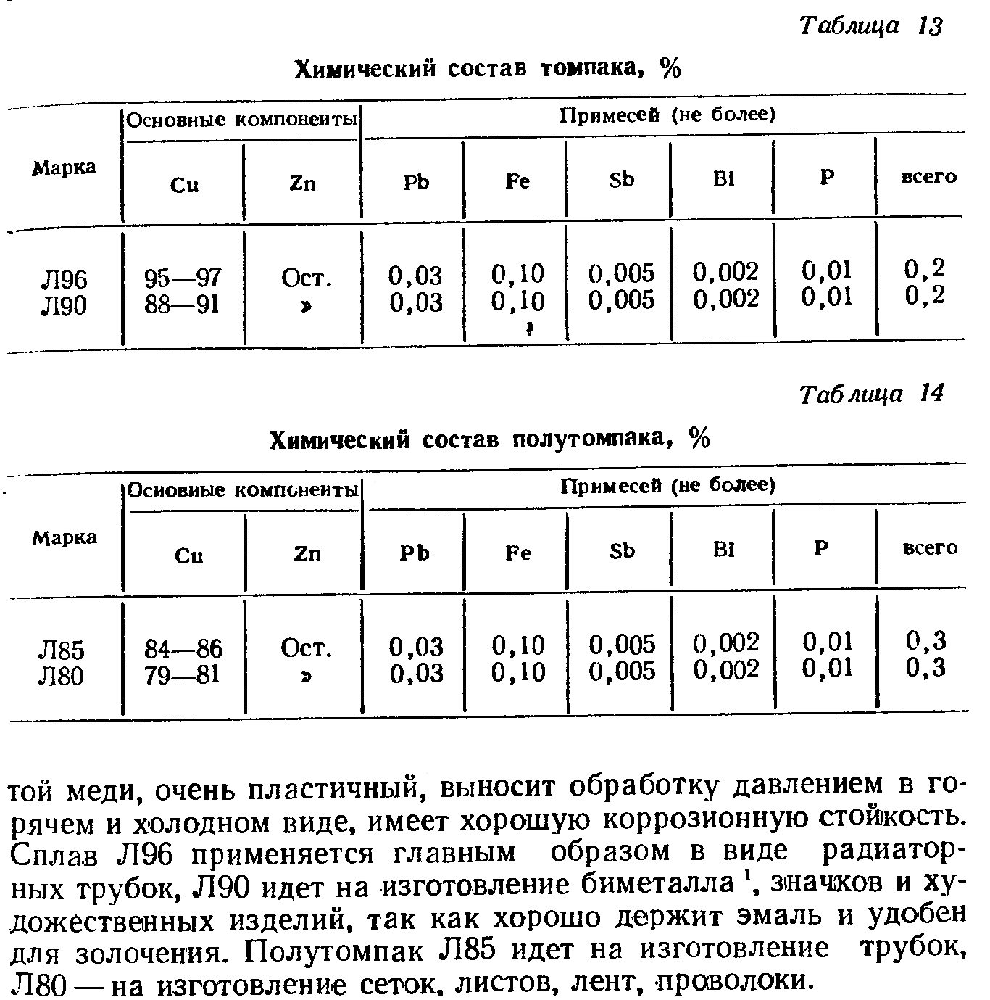 Таблица 13
Химический состав томпака, %
Марка Основные компоненты Примесей (не более)
Cu Zn Pb Fe Sb Bi P всего
Л96 95—97 Ост. 0,03 0,10 0,005 0,002 0,01 0,2
Л90 88—91 » 0,03 0,10 0,005 0,002 0,01 0,2
Таблица 14
Химический состав полутомпака, %
Марка Основные компоненты Примесей (не более)
Cu Zn Pb Fe Sb Bi P всего
Л85 84—86 Ост. 0,03 0,10 0,005 0,002 0,01 0,3
Л80 79—81 » 0,03 0,10 0,005 0,002 0,01 0,3
той меди, очень пластичный, выносит обработку давлением в го-
рячем и холодном виде, имеет хорошую коррозионную стойкость.
Сплав Л96 применяется главным образом в виде радиатор-
ных трубок, Л90 идет на изготовление биметалла ¹, значков и ху-
дожественных изделий, так как хорошо держит эмаль и удобен
для золочения. Полутомпак Л85 идет на изготовление трубок,
Л80 — на изготовление сеток, листов, лент, проволоки.